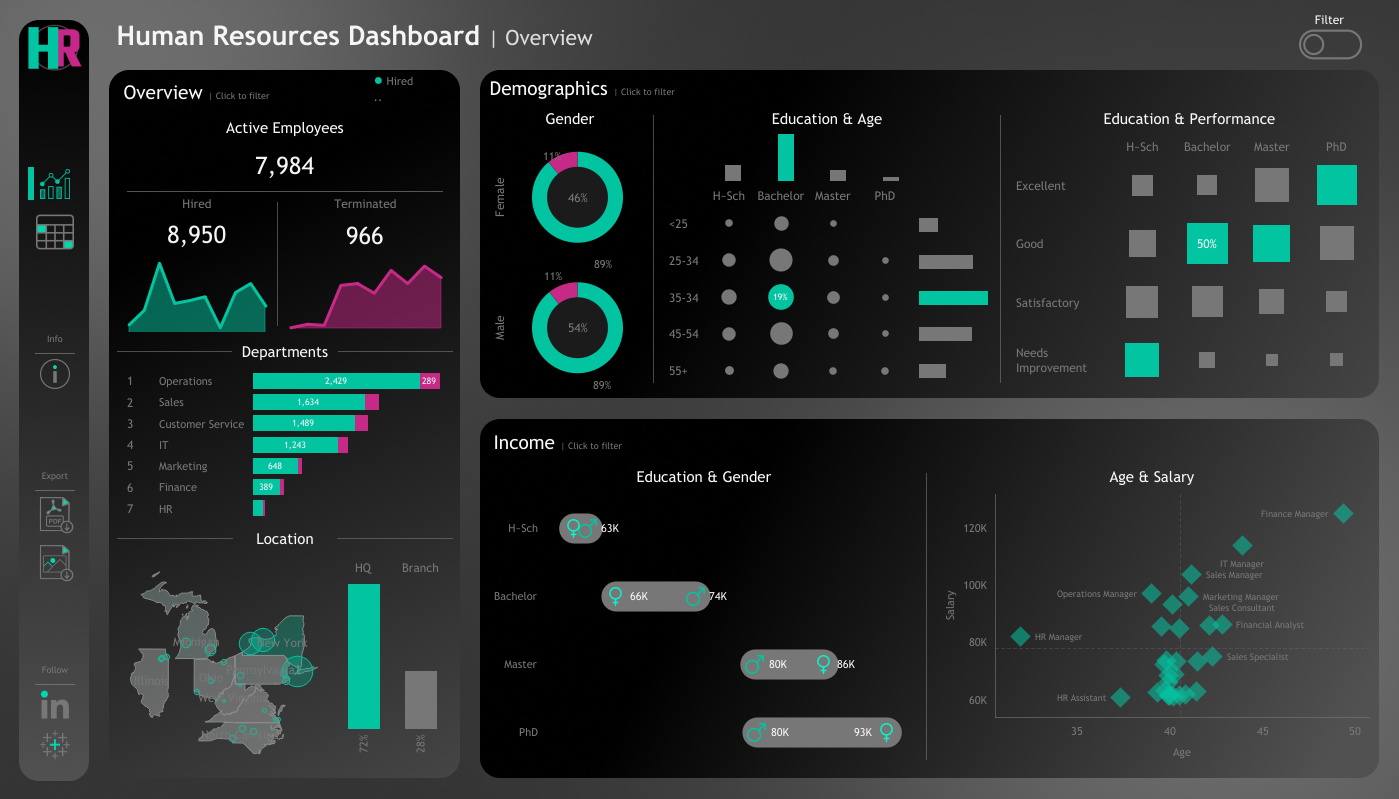 HR
Human Resources Dashboard | Overview
Filter
Overview | Click to filter
Hired
..
Active Employees
7,984
Hired
Terminated
8,950
966
Departments
1 Operations 2,429 289
2 Sales 1,634
3 Customer Service 1,489
4 IT 1,243
5 Marketing 648
6 Finance 389
7 HR
Location
HQ
Branch
Michigan
New York
Illinois
Ohio
Pennsylvania
72%
28%
Info
Export
PDF
Follow
in
Demographics | Click to filter
Gender
Female
11%
46%
89%
Male
11%
54%
89%
Education & Age
H-Sch Bachelor Master PhD
<25
25-34
35-34
19%
45-54
55+
Education & Performance
H-Sch Bachelor Master PhD
Excellent
Good
50%
Satisfactory
Needs
Improvement
Income | Click to filter
Education & Gender
H-Sch 63K
Bachelor 66K 74K
Master 80K 86K
PhD 80K 93K
Age & Salary
Salary
120K
100K
80K
60K
Finance Manager
IT Manager
Sales Manager
Operations Manager
Marketing Manager
Sales Consultant
Financial Analyst
HR Manager
Sales Specialist
HR Assistant
35 40 45 50
Age